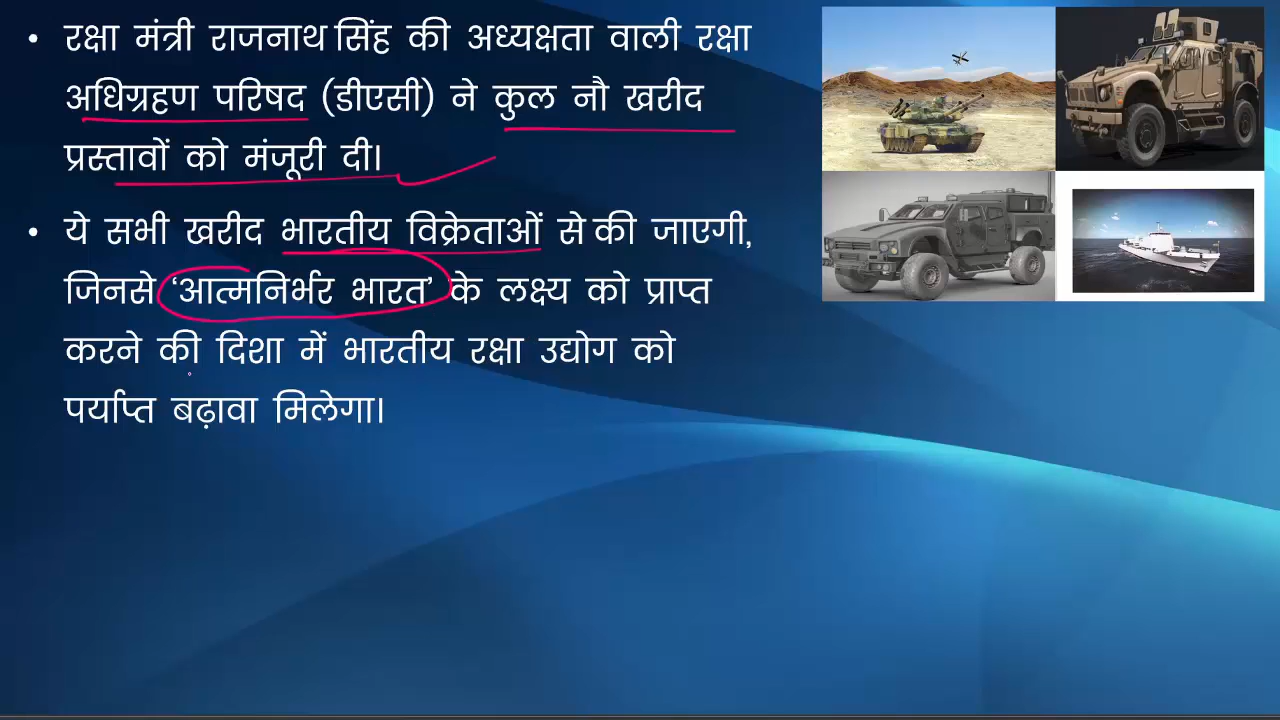 • रक्षा मंत्री राजनाथ सिंह की अध्यक्षता वाली रक्षा
अधिग्रहण परिषद (डीएसी) ने कुल नौ खरीद
प्रस्तावों को मंजूरी दी।
• ये सभी खरीद भारतीय विक्रेताओं से की जाएगी,
जिनसे ‘आत्मनिर्भर भारत’ के लक्ष्य को प्राप्त
करने की दिशा में भारतीय रक्षा उद्योग को
पर्याप्त बढ़ावा मिलेगा।